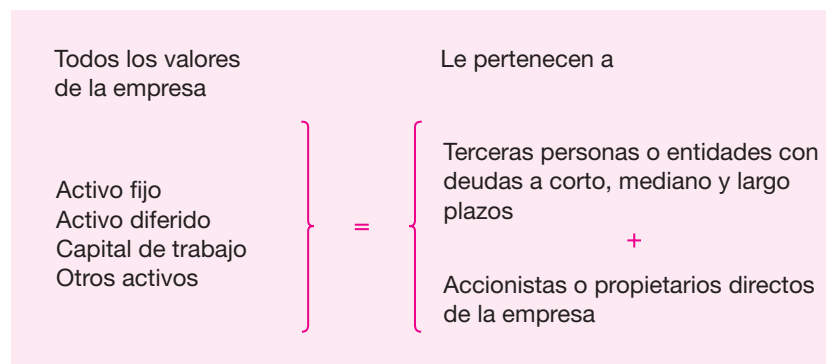 Todos los valores
de la empresa
Le pertenecen a
Activo fijo
Activo diferido
Capital de trabajo
Otros activos
=
Terceras personas o entidades con
deudas a corto, mediano y largo
plazos
+
Accionistas o propietarios directos
de la empresa